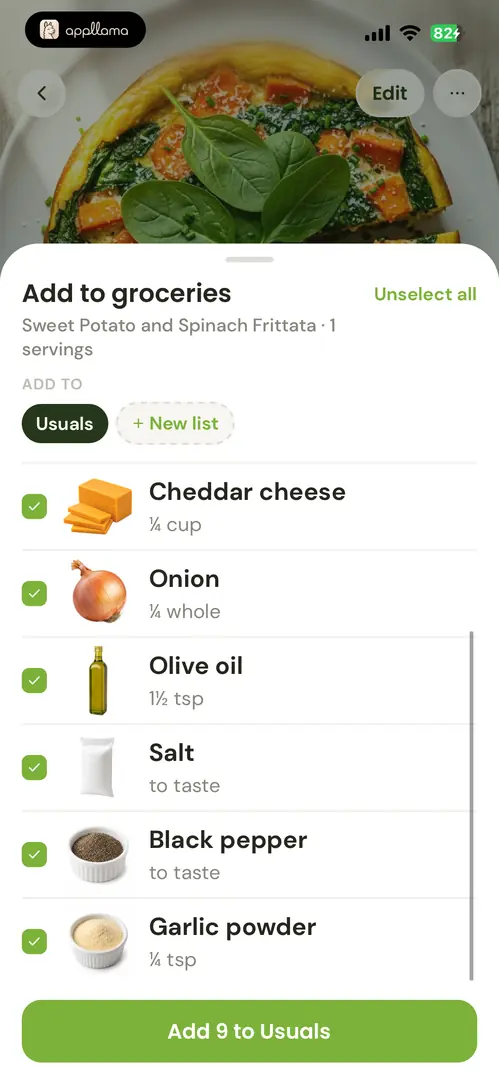 appllama
82
Edit
Add to groceries
Unselect all
Sweet Potato and Spinach Frittata · 1
servings
ADD TO
Usuals
+ New list
Cheddar cheese
¼ cup
Onion
¼ whole
Olive oil
1½ tsp
Salt
to taste
Black pepper
to taste
Garlic powder
¼ tsp
Add 9 to Usuals